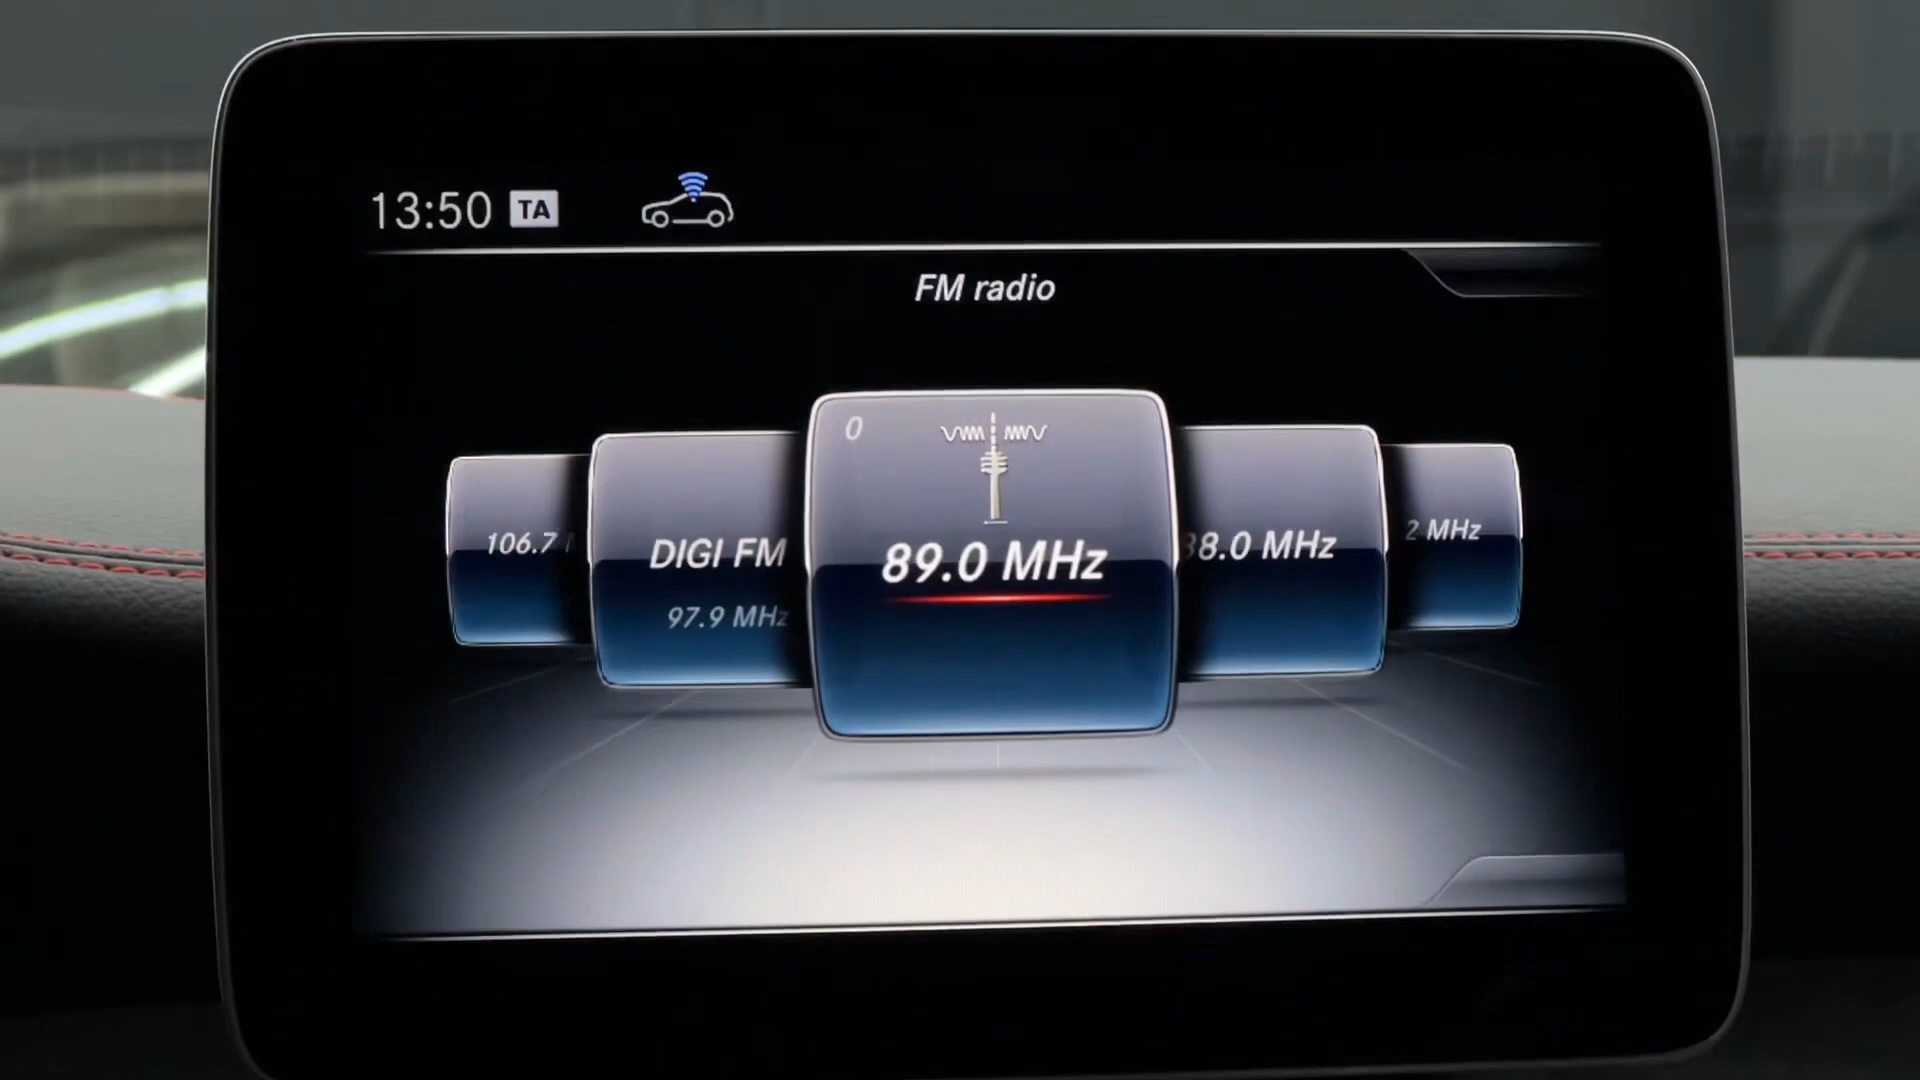 13:50 TA
FM radio
0
106.7
DIGI FM
97.9 MHz
89.0 MHz
8.0 MHz
2 MHz